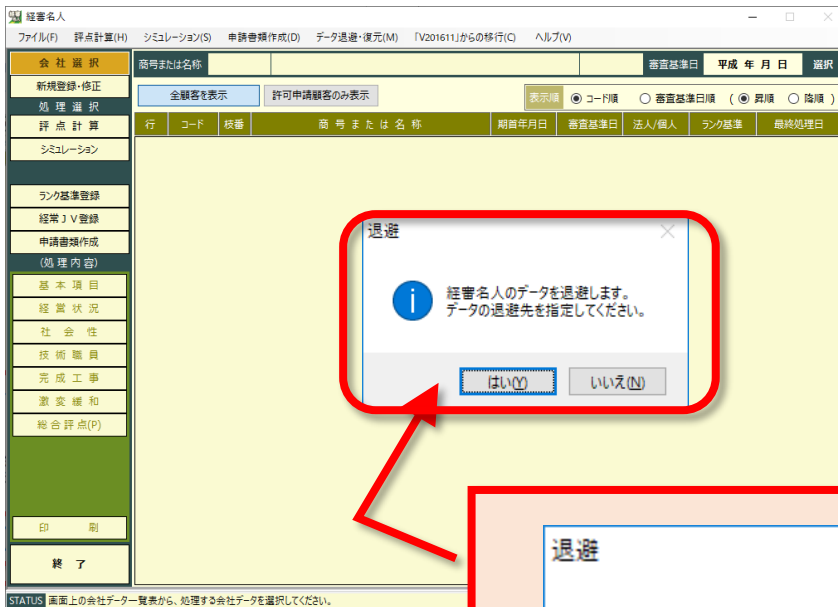 経審名人
ファイル(F) 評点計算(H) シミュレーション(S) 申請書類作成(O) データ退避・復元(M) 「V201611」からの移行(C) ヘルプ(V)
会社選択
商号または名称
審査基準日 平成 年 月 日 選択
新規登録・修正
処理選択
全顧客を表示 許可申請顧客のみ表示
表示順 コード順 審査基準日順 ( 昇順 降順 )
評点計算
行 コード 枝番 商号または名称 期首年月日 審査基準日 法人/個人 ランク基準 最終処理日
シミュレーション
ランク基準登録
経常JV登録
申請書類作成
(処理内容)
基本項目
経営状況
社会性
技術職員
完成工事
激変緩和
総合評点(P)
印刷
終了
退避
経審名人のデータを退避します。
データの退避先を指定してください。
はい(Y) いいえ(N)
退避
STATUS 画面上の会社データ一覧表から、処理する会社データを選択してください。